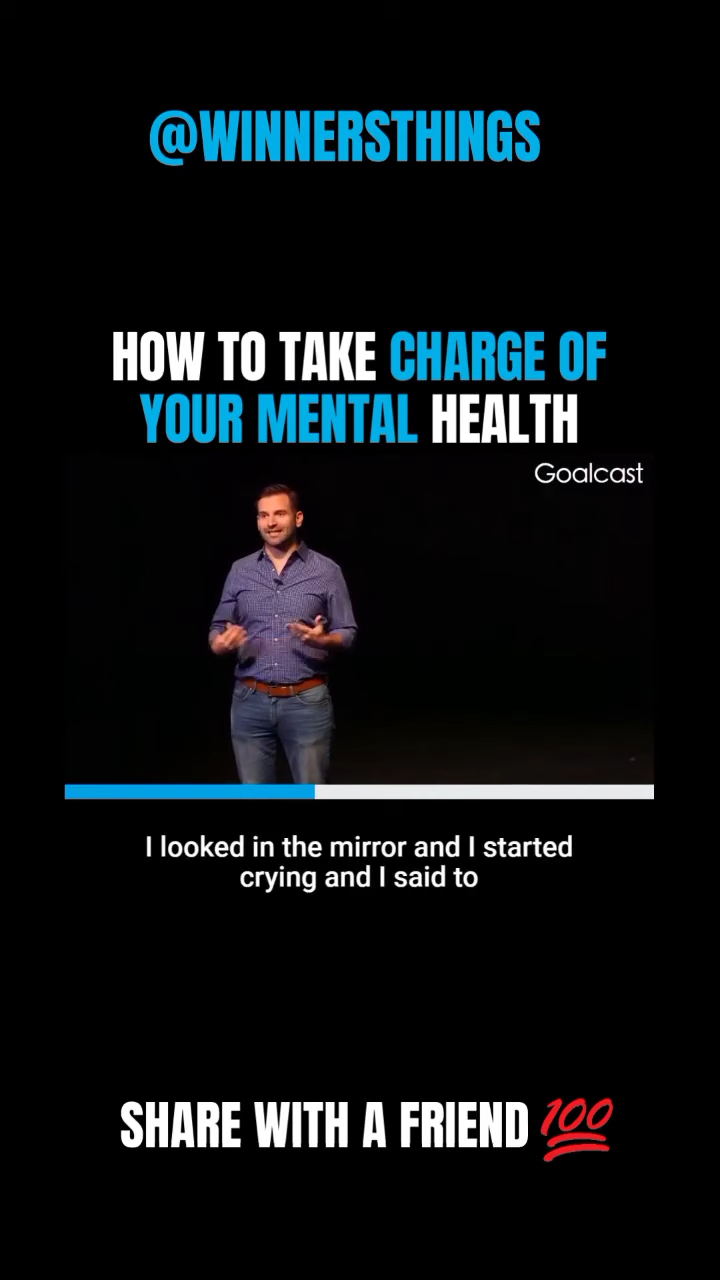 @WINNERSTHINGS
HOW TO TAKE CHARGE OF
YOUR MENTAL HEALTH
Goalcast
I looked in the mirror and I started
crying and I said to
SHARE WITH A FRIEND 💯